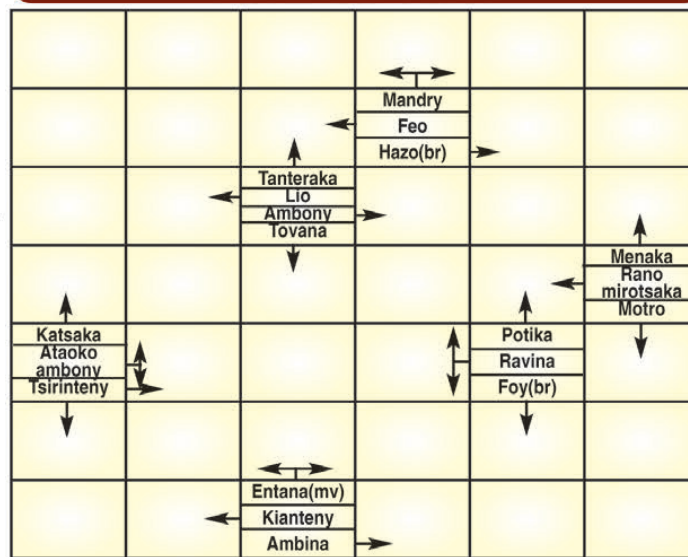 Mandry
Feo
Hazo(br)
Tanteraka
Lio
Ambony
Tovana
Menaka
Rano
mirotsaka
Motro
Katsaka
Ataoko
ambony
Tsirinteny
Potika
Ravina
Foy(br)
Entana(mv)
Kianteny
Ambina